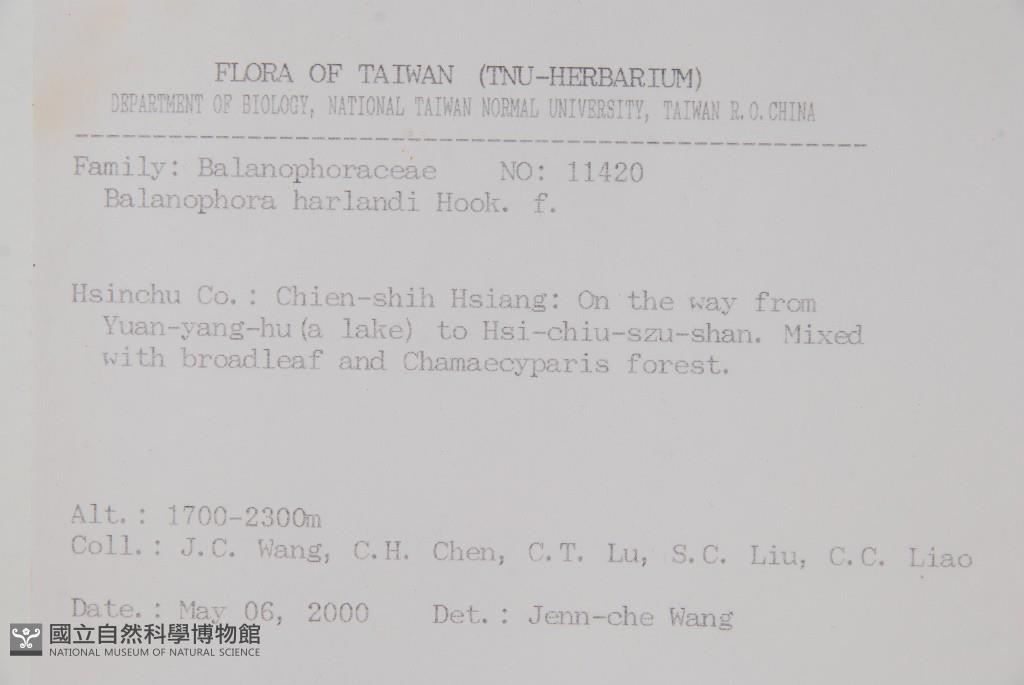 FLORA OF TAIWAN (TNU-HERBARIUM)
DEPARTMENT OF BIOLOGY, NATIONAL TAIWAN NORMAL UNIVERSITY, TAIWAN R.O.CHINA
Family: Balanophoraceae NO: 11420
Balanophora harlandi Hook. f.
Hsinchu Co.: Chien-shih Hsiang: On the way from
Yuan-yang-hu(a lake) to Hsi-chiu-szu-shan. Mixed
with broadleaf and Chamaecyparis forest.
Alt.: 1700-2300m
Coll.: J.C. Wang, C.H. Chen, C.T. Lu, S.C. Liu, C.C. Liao
Date.: May 06, 2000 Det.: Jenn-che Wang
國立自然科學博物館
NATIONAL MUSEUM OF NATURAL SCIENCE